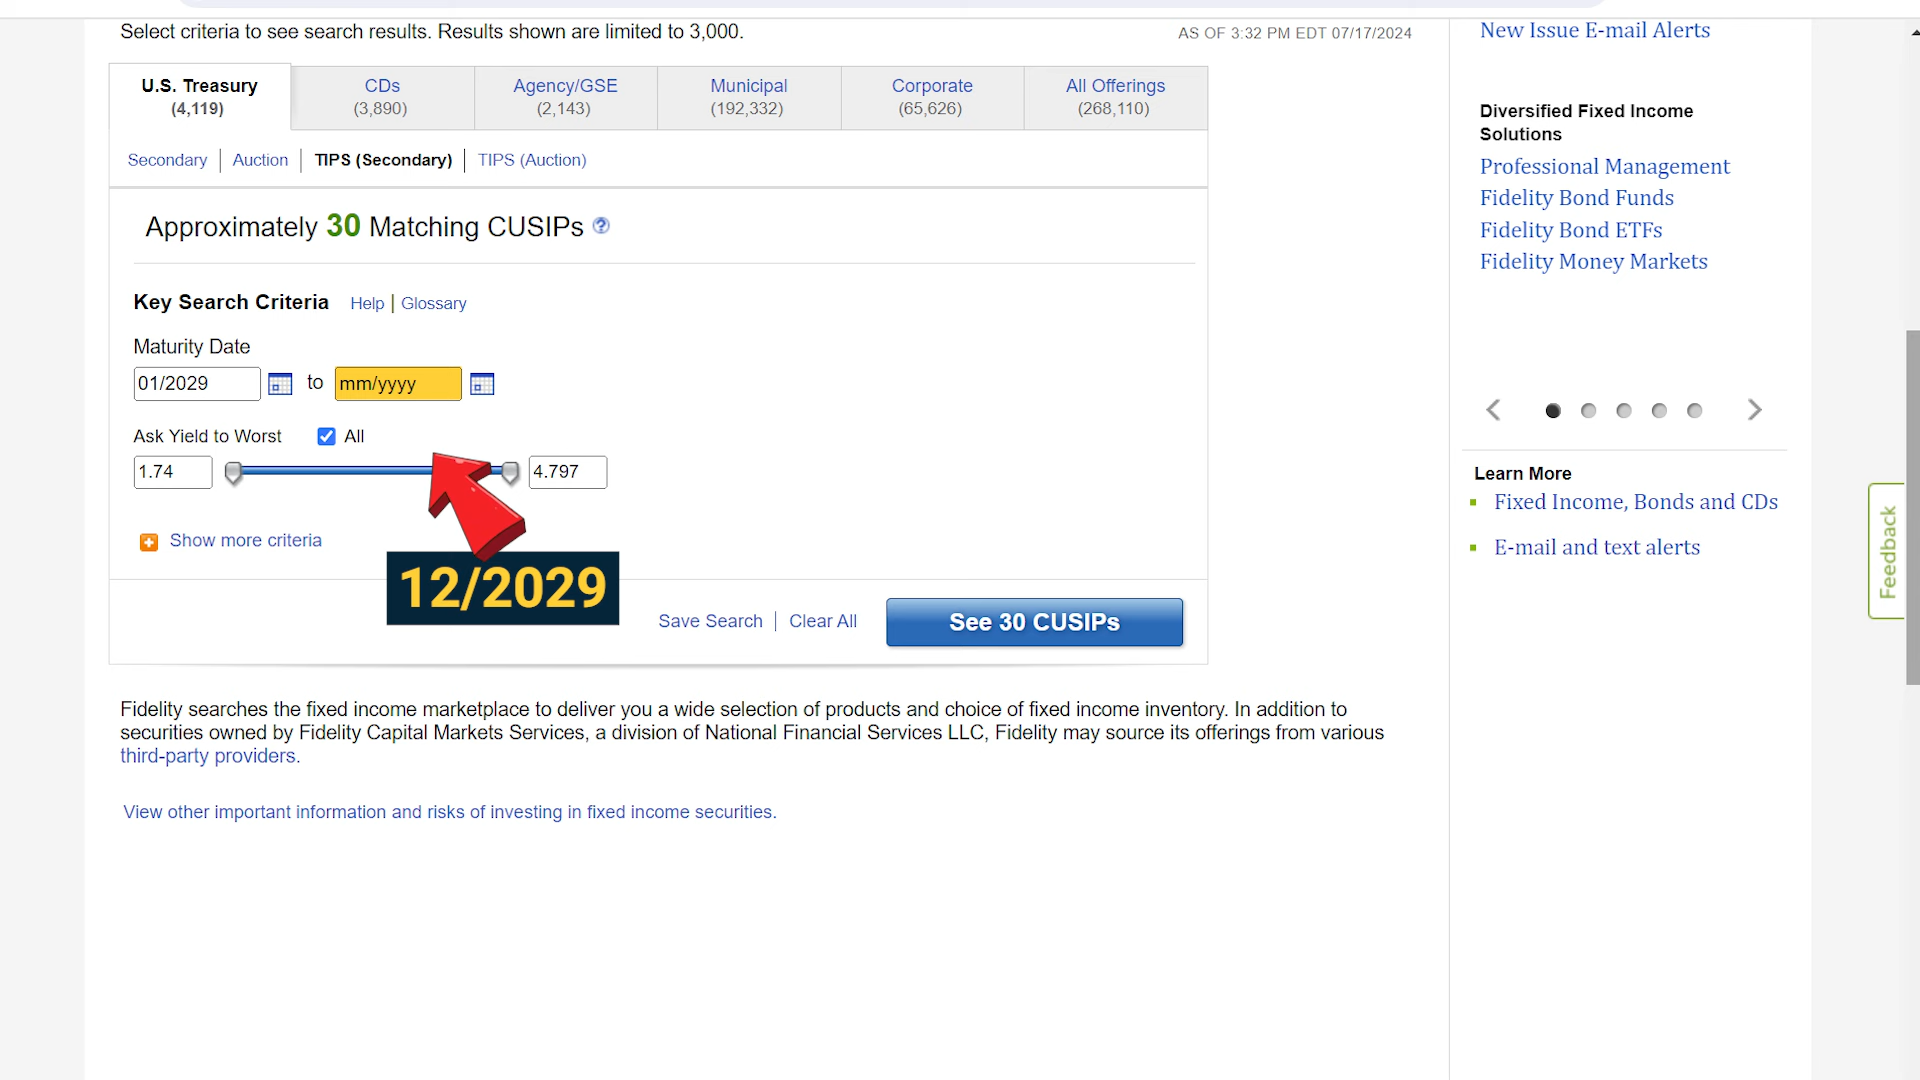 Select criteria to see search results. Results shown are limited to 3,000.
AS OF 3:32 PM EDT 07/17/2024
U.S. Treasury
(4,119)
CDs
(3,890)
Agency/GSE
(2,143)
Municipal
(192,332)
Corporate
(65,626)
All Offerings
(268,110)
Secondary | Auction | TIPS (Secondary) | TIPS (Auction)
Approximately 30 Matching CUSIPs ?
Key Search Criteria Help | Glossary
Maturity Date
01/2029 to mm/yyyy
Ask Yield to Worst All
1.74 4.797
Show more criteria
12/2029
Save Search | Clear All See 30 CUSIPs
Fidelity searches the fixed income marketplace to deliver you a wide selection of products and choice of fixed income inventory. In addition to
securities owned by Fidelity Capital Markets Services, a division of National Financial Services LLC, Fidelity may source its offerings from various
third-party providers.
View other important information and risks of investing in fixed income securities.
New Issue E-mail Alerts
Diversified Fixed Income
Solutions
Professional Management
Fidelity Bond Funds
Fidelity Bond ETFs
Fidelity Money Markets
Learn More
Fixed Income, Bonds and CDs
E-mail and text alerts
Feedback